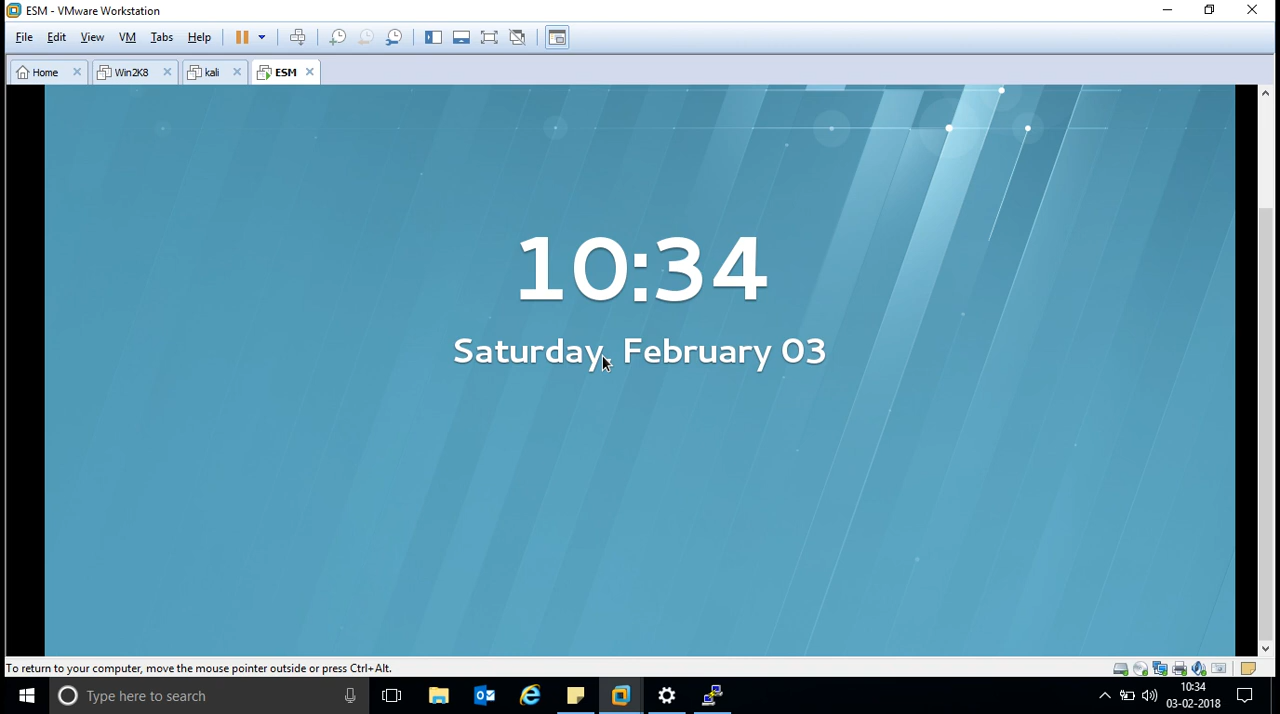 ESM - VMware Workstation
File Edit View VM Tabs Help
Home Win2K8 kali ESM
10:34
Saturday, February 03
To return to your computer, move the mouse pointer outside or press Ctrl+Alt.
Type here to search
10:34
03-02-2018